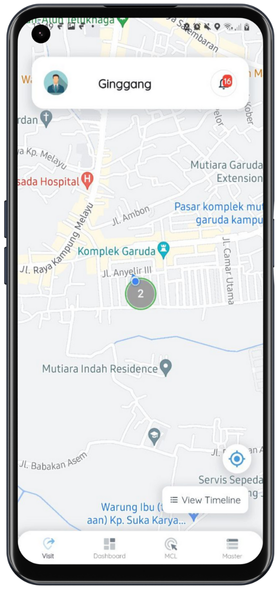 Ginggang
16
rdan
ya Kp. Melayu
sada Hospital
Jl. Ambon
Mutiara Garuda
Extension
Pasar komplek mut
garuda kampu
Komplek Garuda
Jl. Raya Kampung Melayu
Jl. Anyelir III
Jl. Camar Utama
2
Mutiara Indah Residence
Jl. Babakan Asem
Servis Sepeda
View Timeline
Warung Ibu (
aan) Kp. Suka Karya...
Visit
Dashboard
MCL
Master